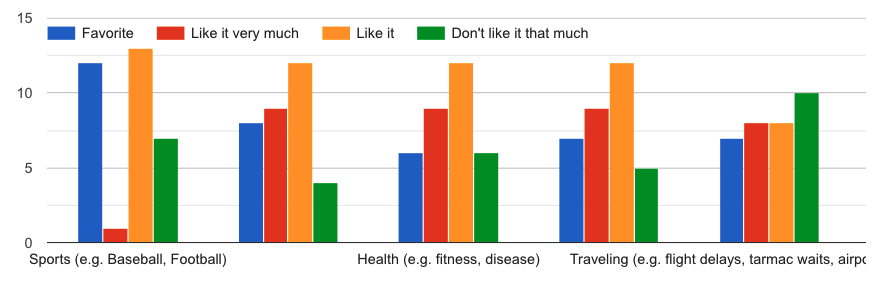 15
Favorite Like it very much Like it Don't like it that much
10
5
0
Sports (e.g. Baseball, Football) Health (e.g. fitness, disease) Traveling (e.g. flight delays, tarmac waits, airpo